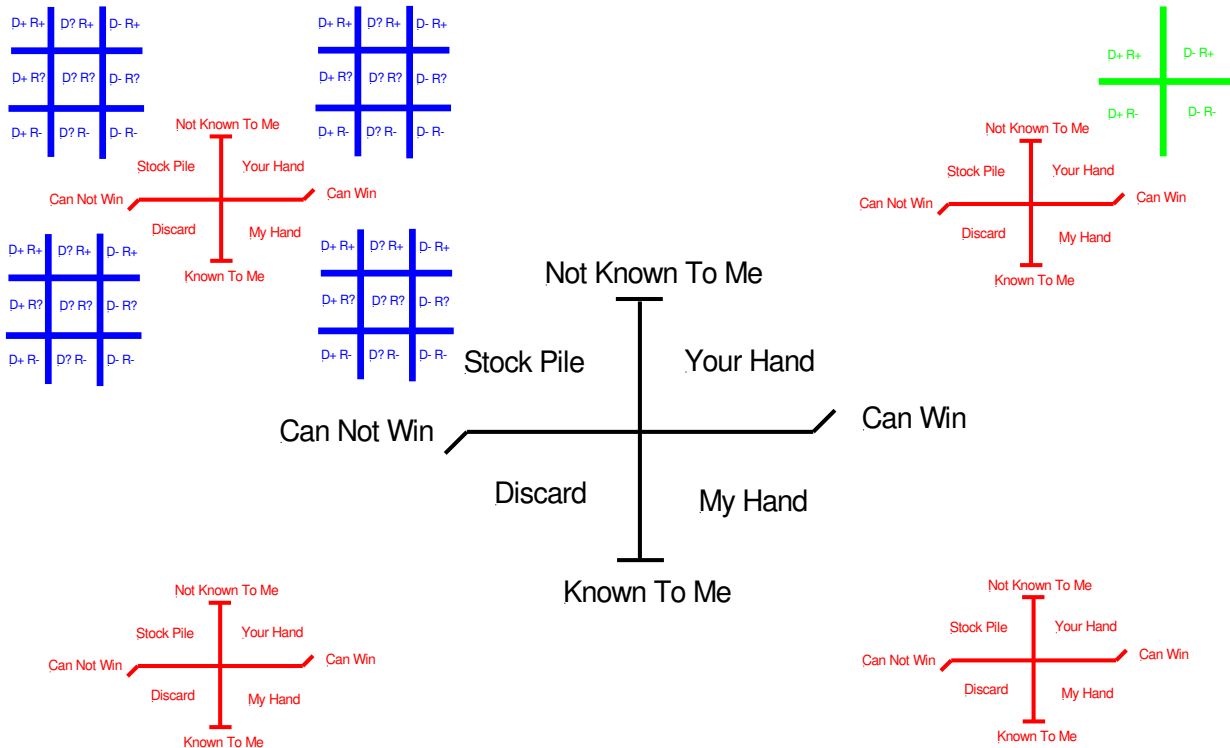 D+ R+ D? R+ D- R+
D+ R? D? R? D- R?
D+ R- D? R- D- R-
D+ R+ D? R+ D- R+
D+ R? D? R? D- R?
D+ R- D? R- D- R-
Not Known To Me
Stock Pile Your Hand
Can Not Win Can Win
Discard My Hand
Known To Me
D+ R+ D? R+ D- R+
D+ R? D? R? D- R?
D+ R- D? R- D- R-
D+ R+ D? R+ D- R+
D+ R? D? R? D- R?
D+ R- D? R- D- R-
D+ R+ D- R+
D+ R- D- R-
Not Known To Me
Stock Pile Your Hand
Can Not Win Can Win
Discard My Hand
Known To Me
Not Known To Me
Stock Pile Your Hand
Can Not Win Can Win
Discard My Hand
Known To Me
Not Known To Me
Stock Pile Your Hand
Can Not Win Can Win
Discard My Hand
Known To Me
Not Known To Me
Stock Pile Your Hand
Can Not Win Can Win
Discard My Hand
Known To Me